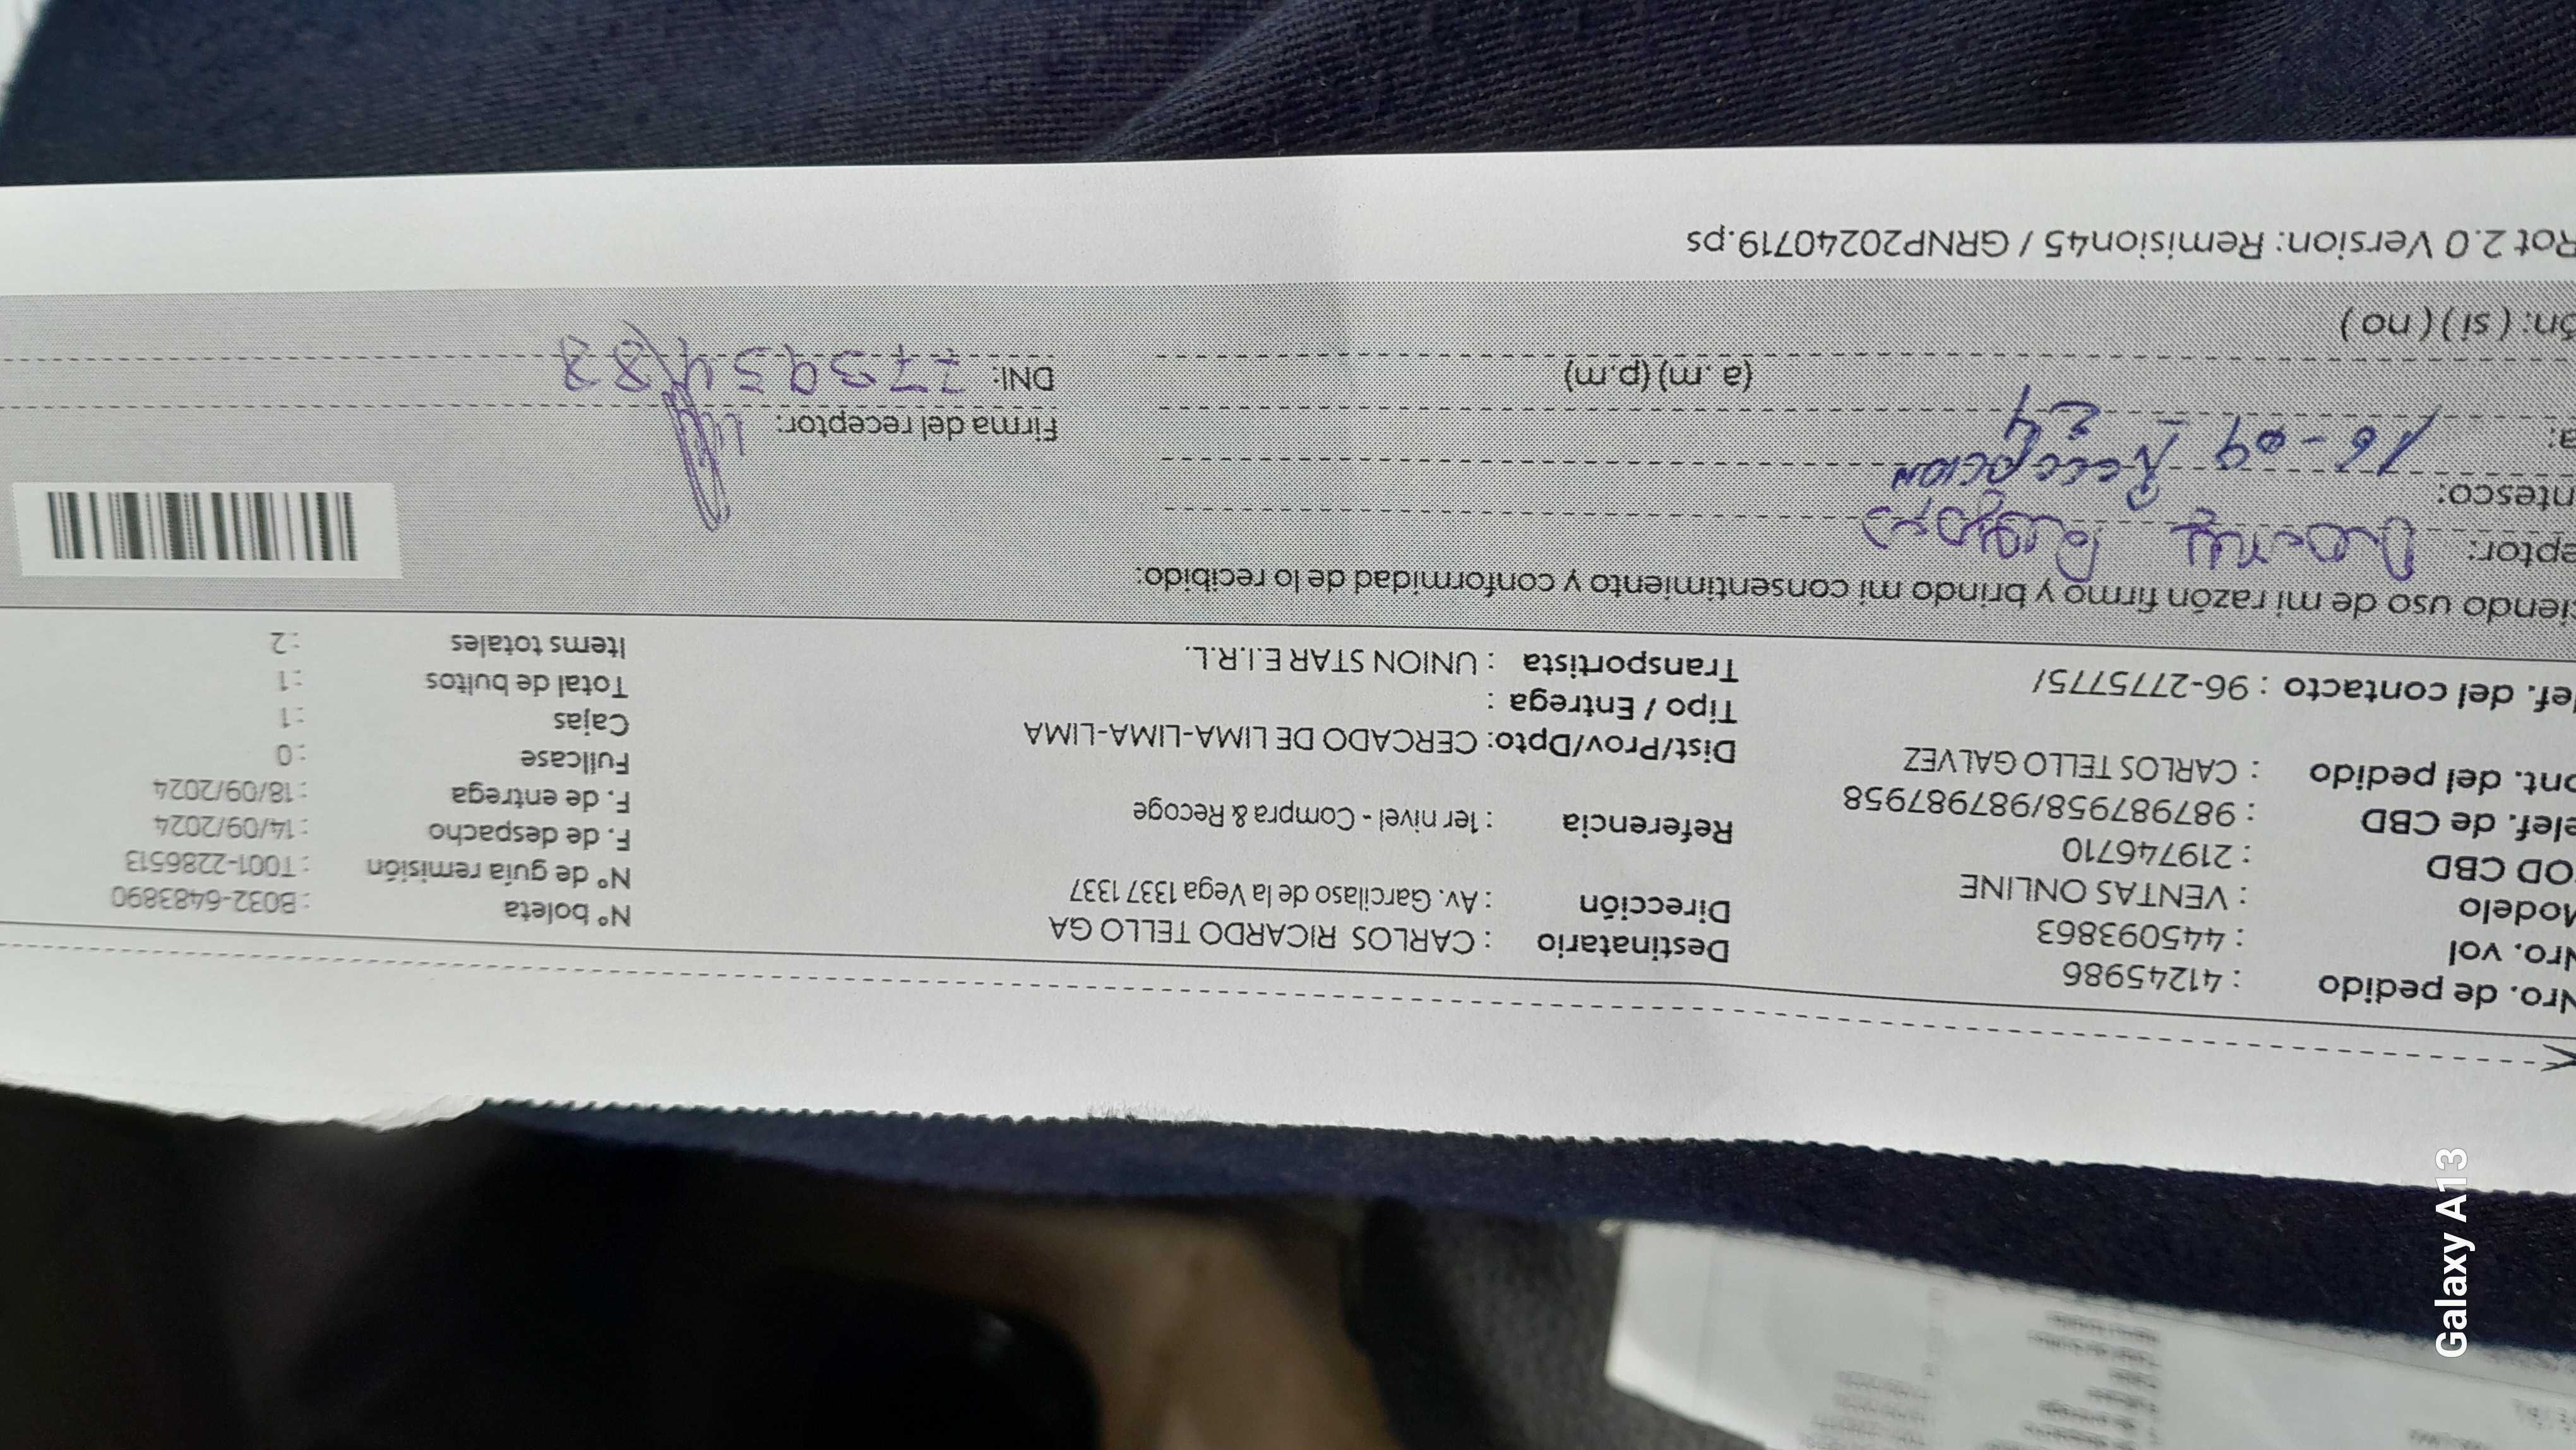 Nro. de pedido : 41245986
Nro. vol : 445093863
Modelo : VENTAS ONLINE
COD CBD : 219746710
elef. de CBD : 987987958/987987958
ont. del pedido : CARLOS TELLO GALVEZ
lef. del contacto : 96-2775775/
Destinatario : CARLOS RICARDO TELLO GA
Dirección : Av. Garcilaso de la Vega 1337 1337
Referencia : 1er nivel - Compra & Recoge
Dist/Prov/Dpto: CERCADO DE LIMA-LIMA-LIMA
Tipo / Entrega :
Transportista : UNION STAR E.I.R.L.
N° boleta : B032-6483890
N° de guía remisión : T001-2286513
F. de despacho : 14/09/2024
F. de entrega : 18/09/2024
Fullcase : 0
Cajas : 1
Total de bultos : 1
Items totales : 2
iendo uso de mi razón firmo y brindo mi consentimiento y conformidad de lo recibido:
eptor:
ntesco: Recepcion
a: 16-09-24
(a. m) (p.m)
ón: ( si ) ( no )
Firma del receptor:
DNI:
Rot 2.0 Version: Remision45 / GRNP20240719.ps
Galaxy A13